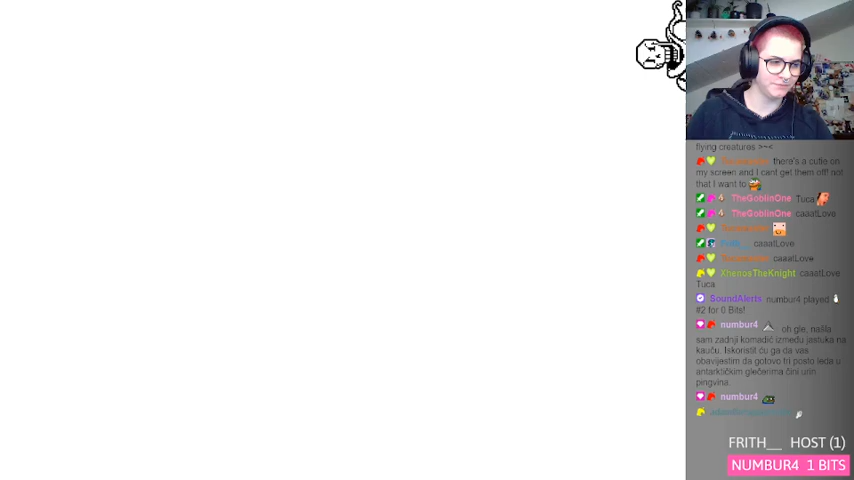 flying creatures >~<
there's a cutie on
my screen and I cant get them off! not
that I want to
TheGoblinOne Tuca
TheGoblinOne caaatLove
caaatLove
caaatLove
XhenosTheKnight caaatLove
Tuca
SoundAlerts numbur4 played
#2 for 0 Bits!
numbur4 oh gle, našla
sam zadnji komadić između jastuka na
kauču. Iskoristit ću ga da vas
obavijestim da gotovo tri posto leda u
antarktičkim glečerima čini urin
pingvina.
numbur4
FRITH__ HOST (1)
NUMBUR4 1 BITS